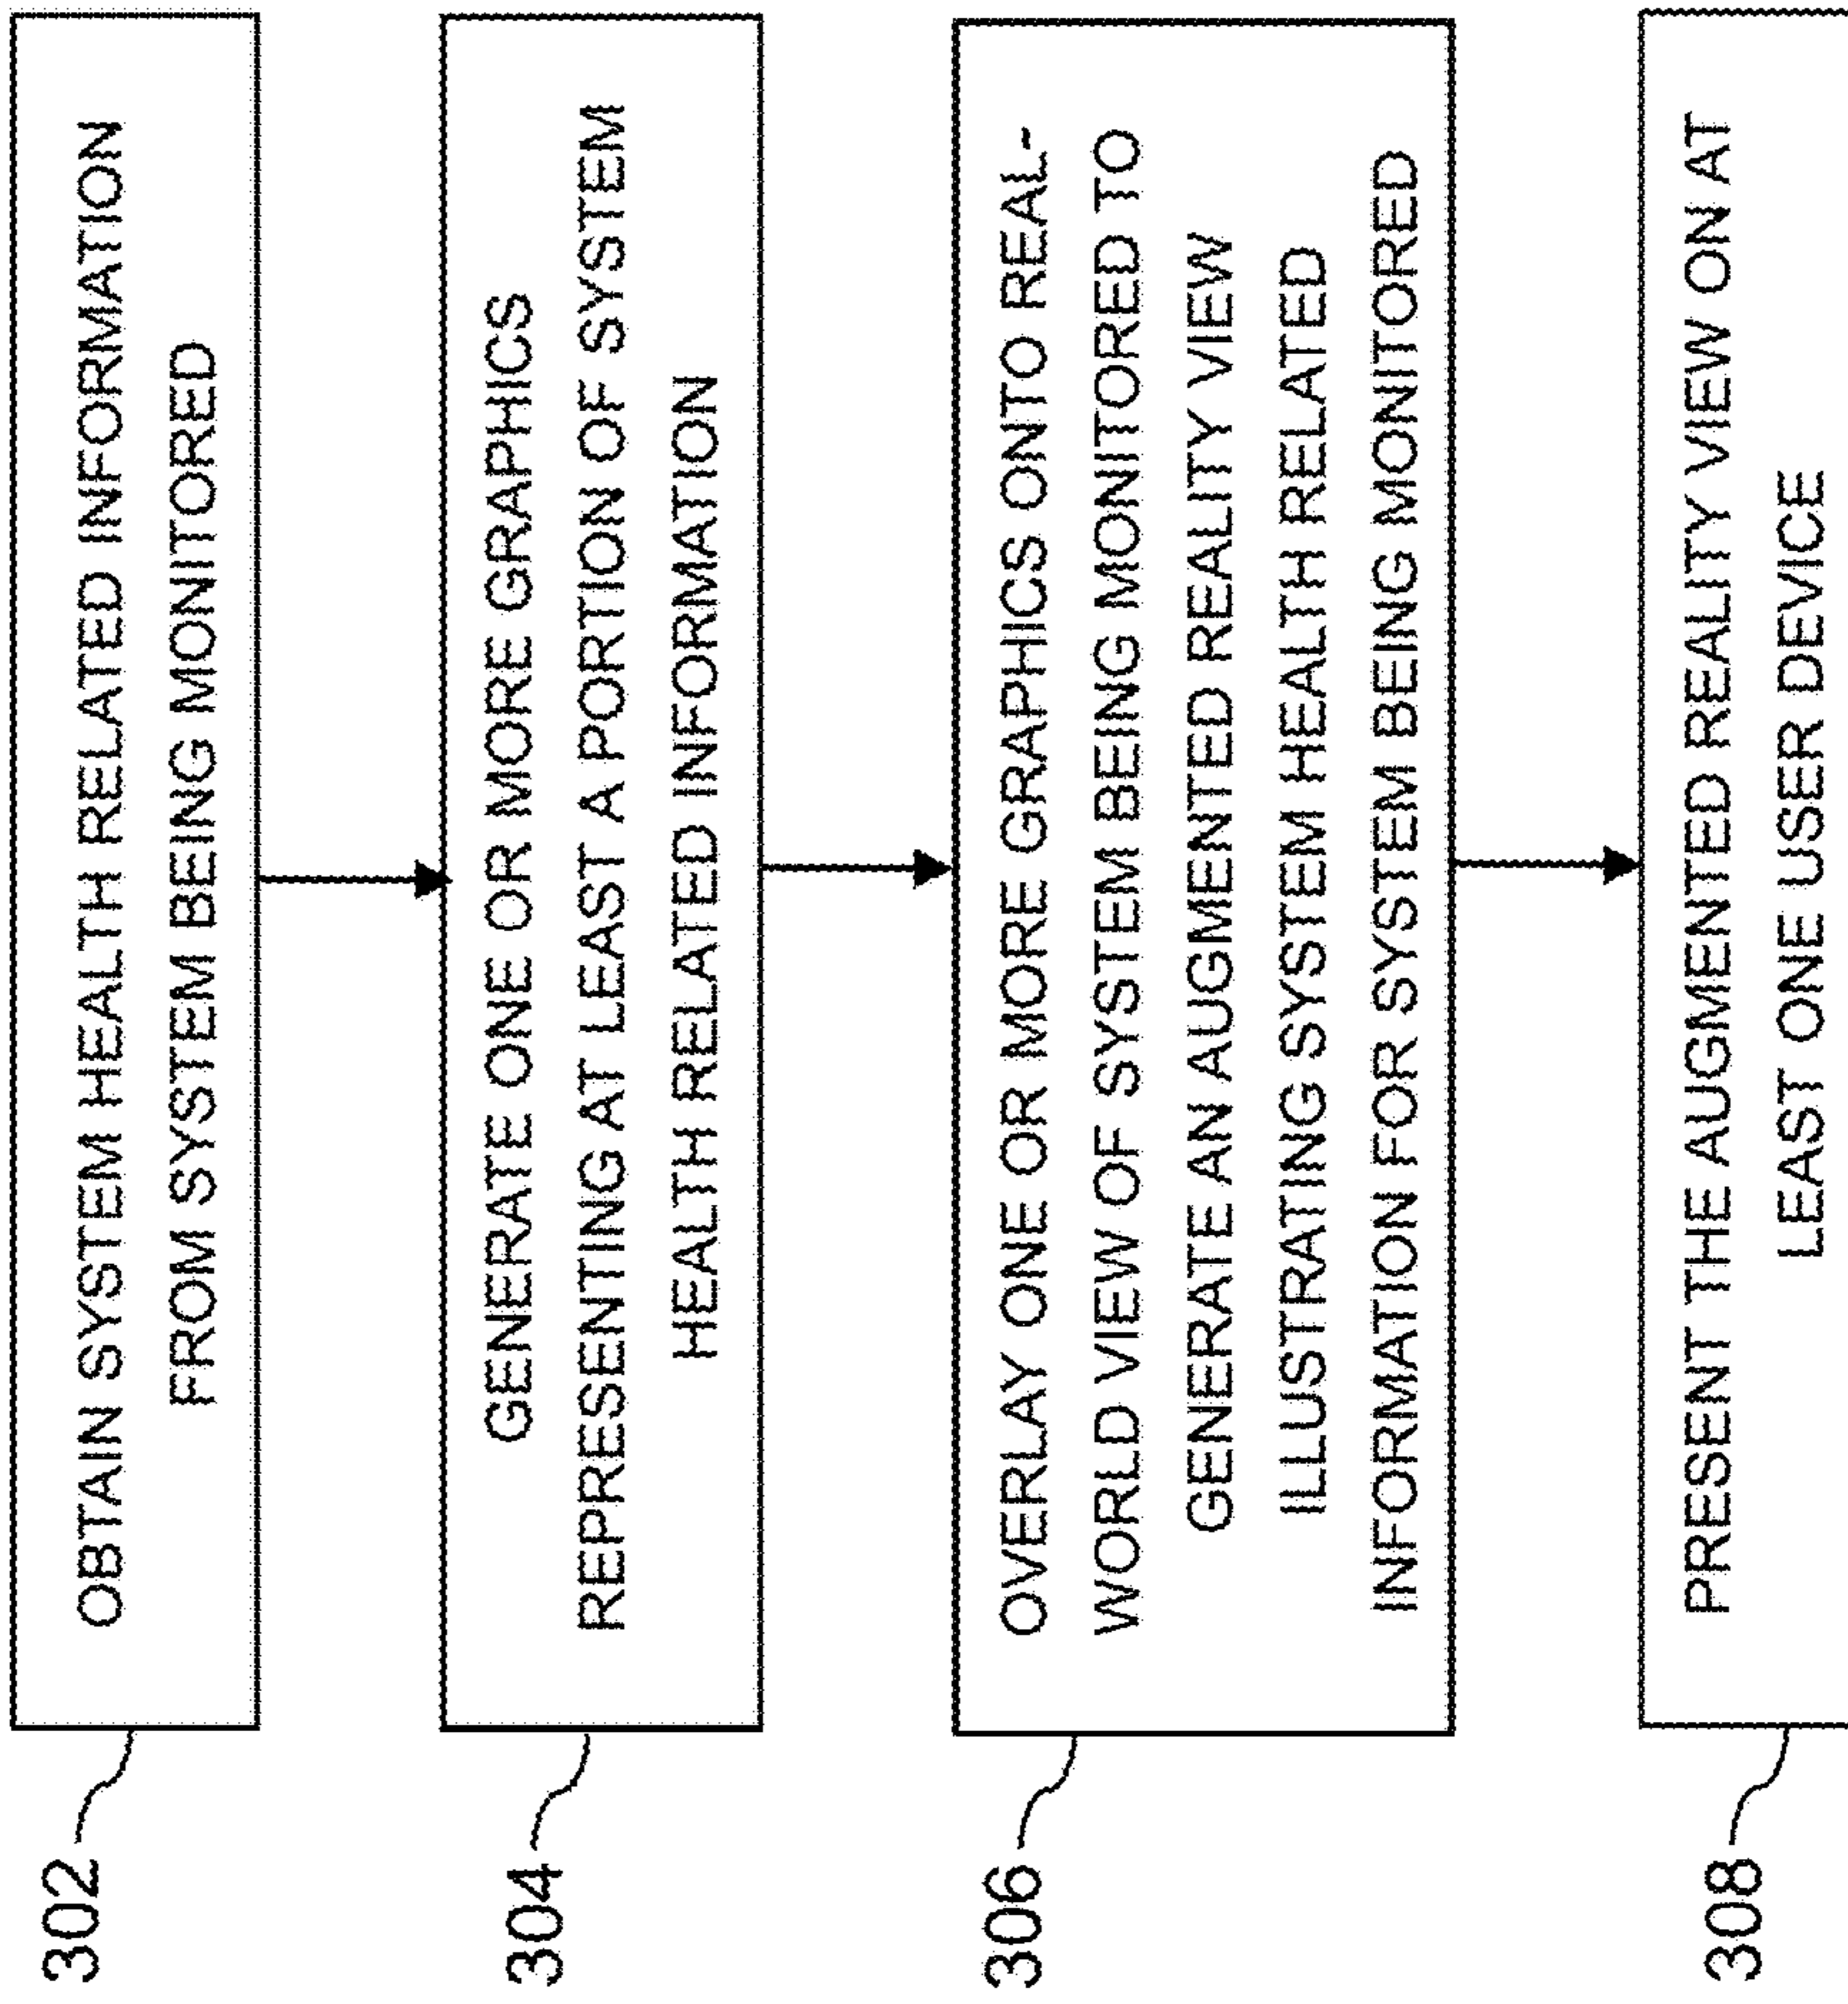 302
OBTAIN SYSTEM HEALTH RELATED INFORMATION
FROM SYSTEM BEING MONITORED
304
GENERATE ONE OR MORE GRAPHICS
REPRESENTING AT LEAST A PORTION OF SYSTEM
HEALTH RELATED INFORMATION
306
OVERLAY ONE OR MORE GRAPHICS ONTO REAL-
WORLD VIEW OF SYSTEM BEING MONITORED TO
GENERATE AN AUGMENTED REALITY VIEW
ILLUSTRATING SYSTEM HEALTH RELATED
INFORMATION FOR SYSTEM BEING MONITORED
308
PRESENT THE AUGMENTED REALITY VIEW ON AT
LEAST ONE USER DEVICE